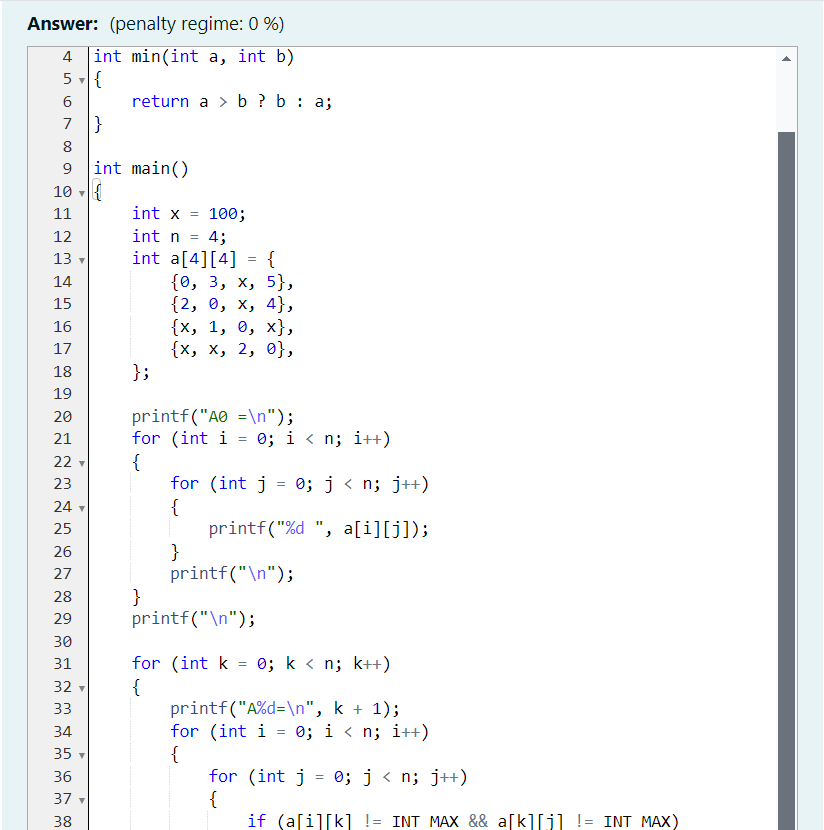 Answer: (penalty regime: 0 %)
4 int min(int a, int b)
5 {
6     return a > b ? b : a;
7 }
8
9 int main()
10 {
11     int x = 100;
12     int n = 4;
13     int a[4][4] = {
14         {0, 3, x, 5},
15         {2, 0, x, 4},
16         {x, 1, 0, x},
17         {x, x, 2, 0},
18     };
19
20     printf("A0 =\n");
21     for (int i = 0; i < n; i++)
22     {
23         for (int j = 0; j < n; j++)
24         {
25             printf("%d ", a[i][j]);
26         }
27         printf("\n");
28     }
29     printf("\n");
30
31     for (int k = 0; k < n; k++)
32     {
33         printf("A%d=\n", k + 1);
34         for (int i = 0; i < n; i++)
35         {
36             for (int j = 0; j < n; j++)
37             {
38                 if (a[i][k] != INT_MAX && a[k][j] != INT_MAX)